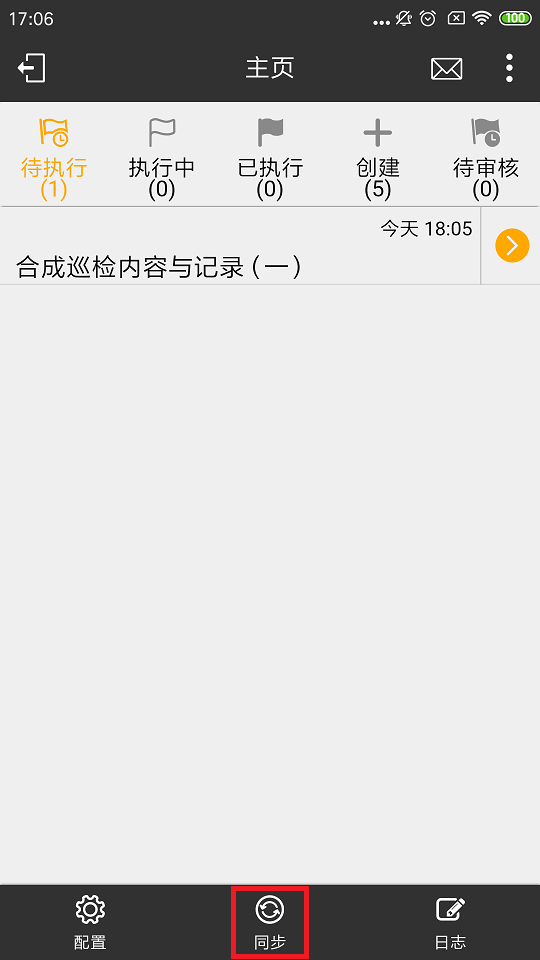 17:06 100
主页
待执行 执行中 已执行 创建 待审核
(1) (0) (0) (5) (0)
今天 18:05
合成巡检内容与记录 (一)
配置 同步 日志